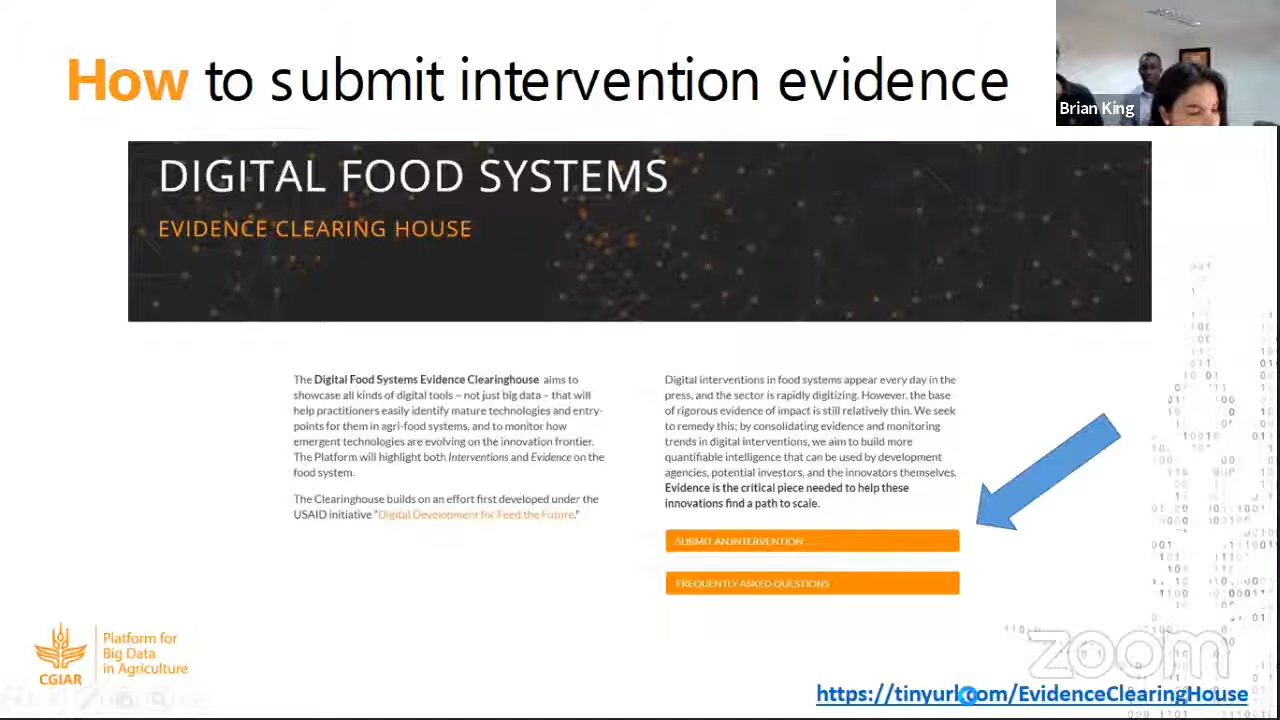 How to submit intervention evidence
Brian King
DIGITAL FOOD SYSTEMS
EVIDENCE CLEARING HOUSE
The Digital Food Systems Evidence Clearinghouse aims to
showcase all kinds of digital tools – not just big data – that will
help practitioners easily identify mature technologies and entry-
points for them in agri-food systems, and to monitor how
emergent technologies are evolving on the innovation frontier.
The Platform will highlight both Interventions and Evidence on the
food system.
The Clearinghouse builds on an effort first developed under the
USAID initiative "Digital Development for Feed the Future."
Digital interventions in food systems appear every day in the
press, and the sector is rapidly digitizing. However, the base
of rigorous evidence of impact is still relatively thin. We seek
to remedy this; by consolidating evidence and monitoring
trends in digital interventions, we aim to build more
quantifiable intelligence that can be used by development
agencies, potential investors, and the innovators themselves.
Evidence is the critical piece needed to help these
innovations find a path to scale.
SUBMIT AN INTERVENTION
FREQUENTLY ASKED QUESTIONS
CGIAR
Platform for
Big Data
in Agriculture
zoom
https://tinyurl.com/EvidenceClearingHouse